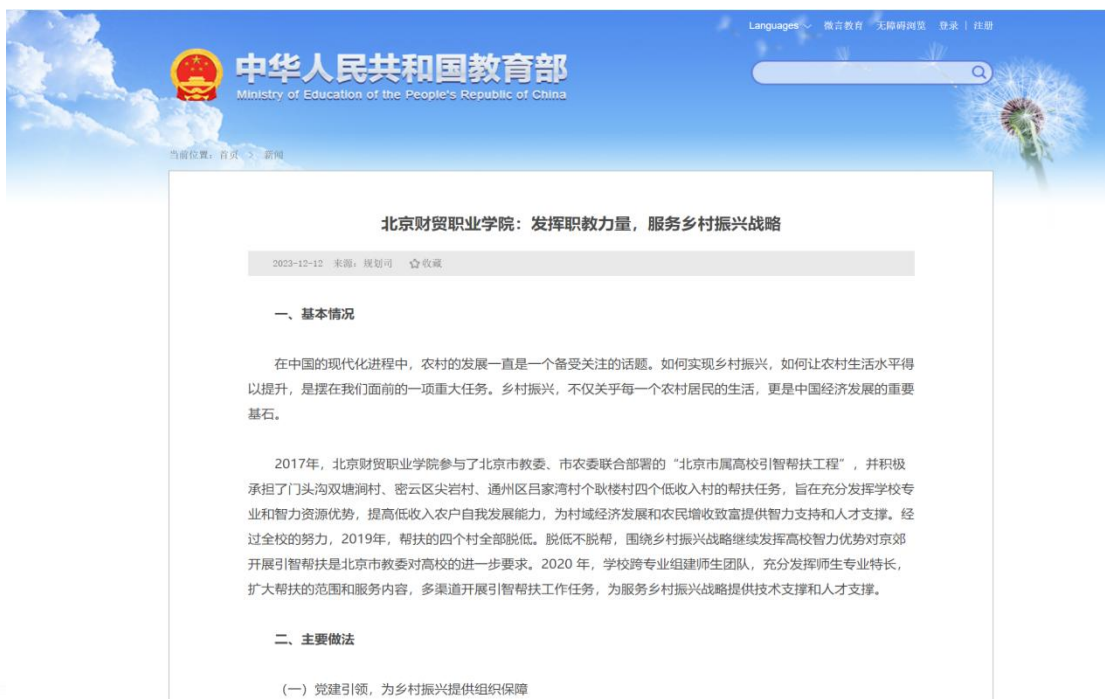 Languages 微言教育 无障碍浏览 登录 | 注册
中华人民共和国教育部
Ministry of Education of the People's Republic of China
当前位置：首页 > 新闻
北京财贸职业学院：发挥职教力量，服务乡村振兴战略
2023-12-12 来源：规划司 收藏
一、基本情况
在中国的现代化进程中，农村的发展一直是一个备受关注的话题。如何实现乡村振兴，如何让农村生活水平得
以提升，是摆在我们面前的一项重大任务。乡村振兴，不仅关乎每一个农村居民的生活，更是中国经济发展的重要
基石。
2017年，北京财贸职业学院参与了北京市教委、市农委联合部署的“北京市属高校引智帮扶工程”，并积极
承担了门头沟双塘涧村、密云区尖岩村、通州区吕家湾村个耿楼村四个低收入村的帮扶任务，旨在充分发挥学校专
业和智力资源优势，提高低收入农户自我发展能力，为村域经济发展和农民增收致富提供智力支持和人才支撑。经
过全校的努力，2019年，帮扶的四个村全部脱低。脱低不脱帮，围绕乡村振兴战略继续发挥高校智力优势对京郊
开展引智帮扶是北京市教委对高校的进一步要求。2020 年，学校跨专业组建师生团队，充分发挥师生专业特长，
扩大帮扶的范围和服务内容，多渠道开展引智帮扶工作任务，为服务乡村振兴战略提供技术支撑和人才支撑。
二、主要做法
（一）党建引领，为乡村振兴提供组织保障